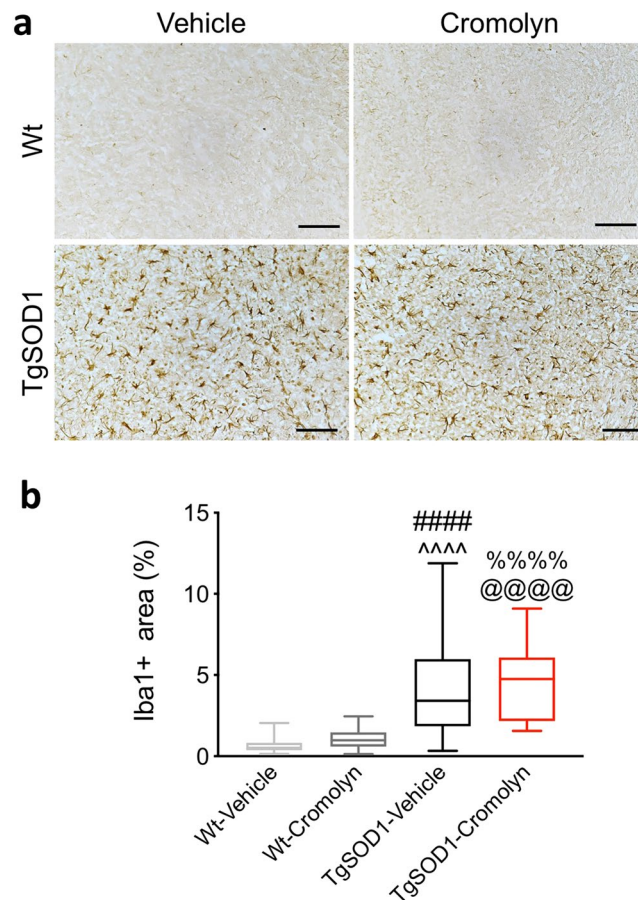 a
Vehicle Cromolyn
Wt
TgSOD1
b
Iba1+ area (%)
15
10
5
0
####
^^^^
%%%%
@@@@
Wt-Vehicle
Wt-Cromolyn
TgSOD1-Vehicle
TgSOD1-Cromolyn